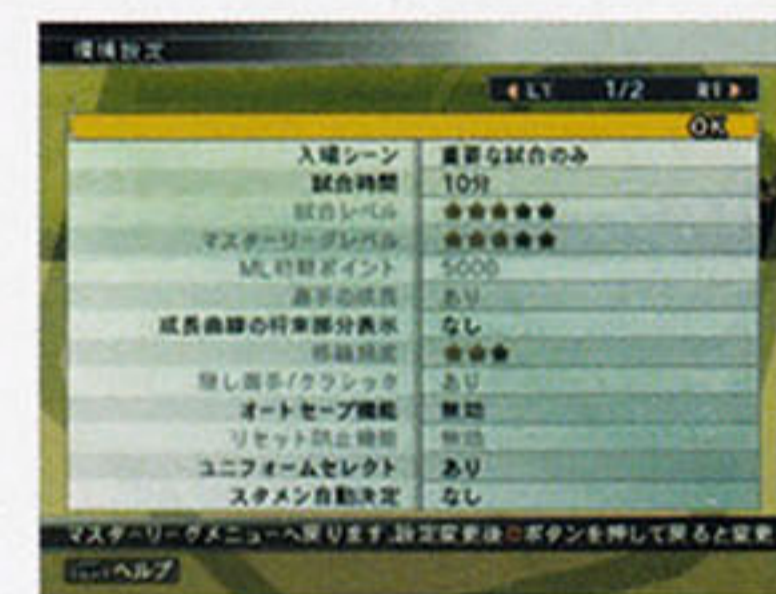 環境設定
L1 1/2 R1
OK
入場シーン 重要な試合のみ
試合時間 10分
試合レベル
マスターリーグレベル
ML初期ポイント 5000
選手の成長 あり
成長曲線の将来部分表示 なし
移籍頻度
隠し選手/クラシック あり
オートセーブ機能 無効
リセット防止機能 無効
ユニフォームセレクト あり
スタメン自動決定 なし
マスターリーグメニューへ戻ります.設定変更後 ボタンを押して戻ると変更
ヘルプ